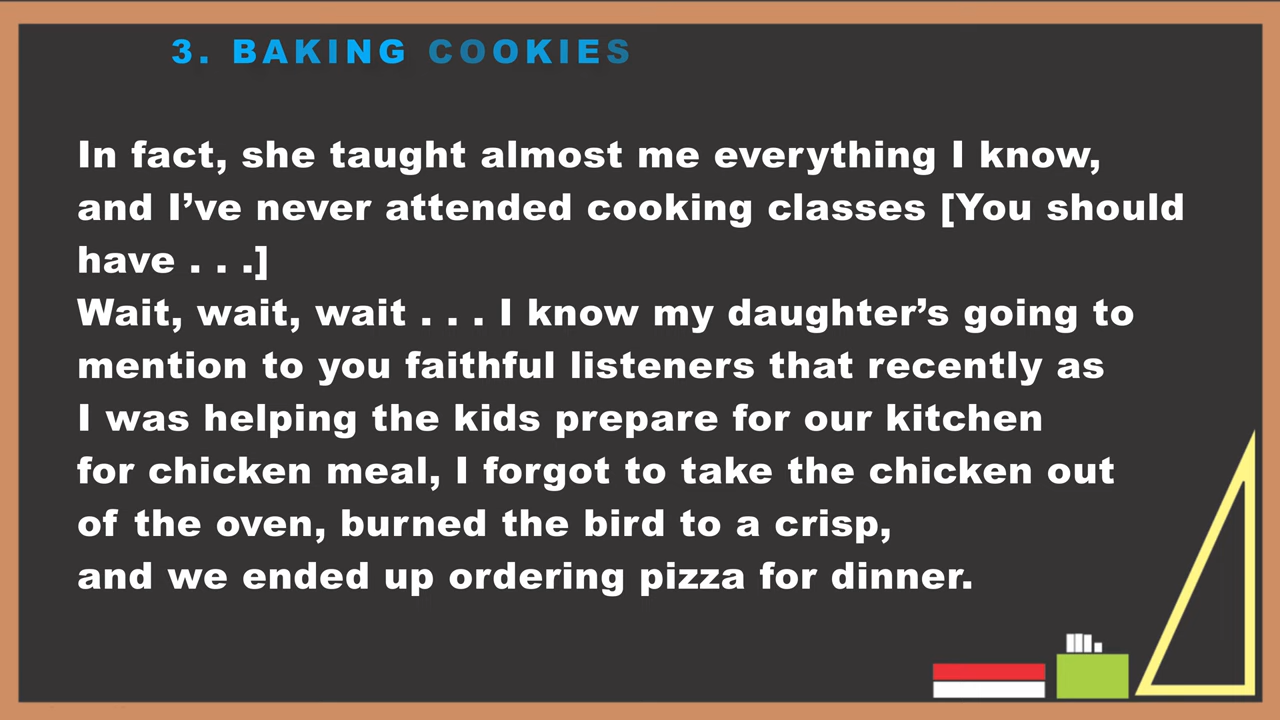 3. BAKING COOKIES
In fact, she taught almost me everything I know,
and I’ve never attended cooking classes [You should
have . . .]
Wait, wait, wait . . . I know my daughter’s going to
mention to you faithful listeners that recently as
I was helping the kids prepare for our kitchen
for chicken meal, I forgot to take the chicken out
of the oven, burned the bird to a crisp,
and we ended up ordering pizza for dinner.